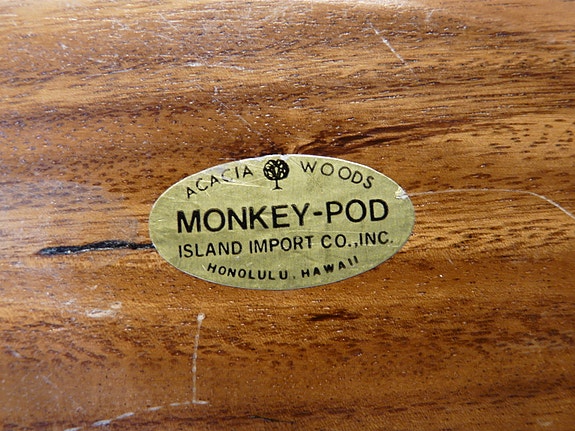 ACACIA WOODS
MONKEY-POD
ISLAND IMPORT CO., INC.
HONOLULU, HAWAII